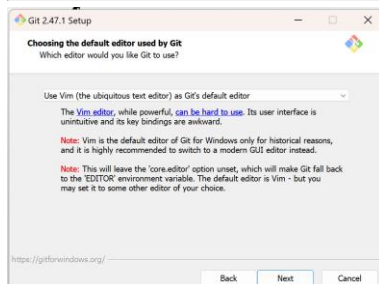 Git 2.47.1 Setup
Choosing the default editor used by Git
Which editor would you like Git to use?
Use Vim (the ubiquitous text editor) as Git's default editor
The Vim editor, while powerful, can be hard to use. Its user interface is
unintuitive and its key bindings are awkward.
Note: Vim is the default editor of Git for Windows only for historical reasons,
and it is highly recommended to switch to a modern GUI editor instead.
Note: This will leave the 'core.editor' option unset, which will make Git fall back
to the 'EDITOR' environment variable. The default editor is Vim - but you
may set it to some other editor of your choice.
https://gitforwindows.org/
Back Next Cancel